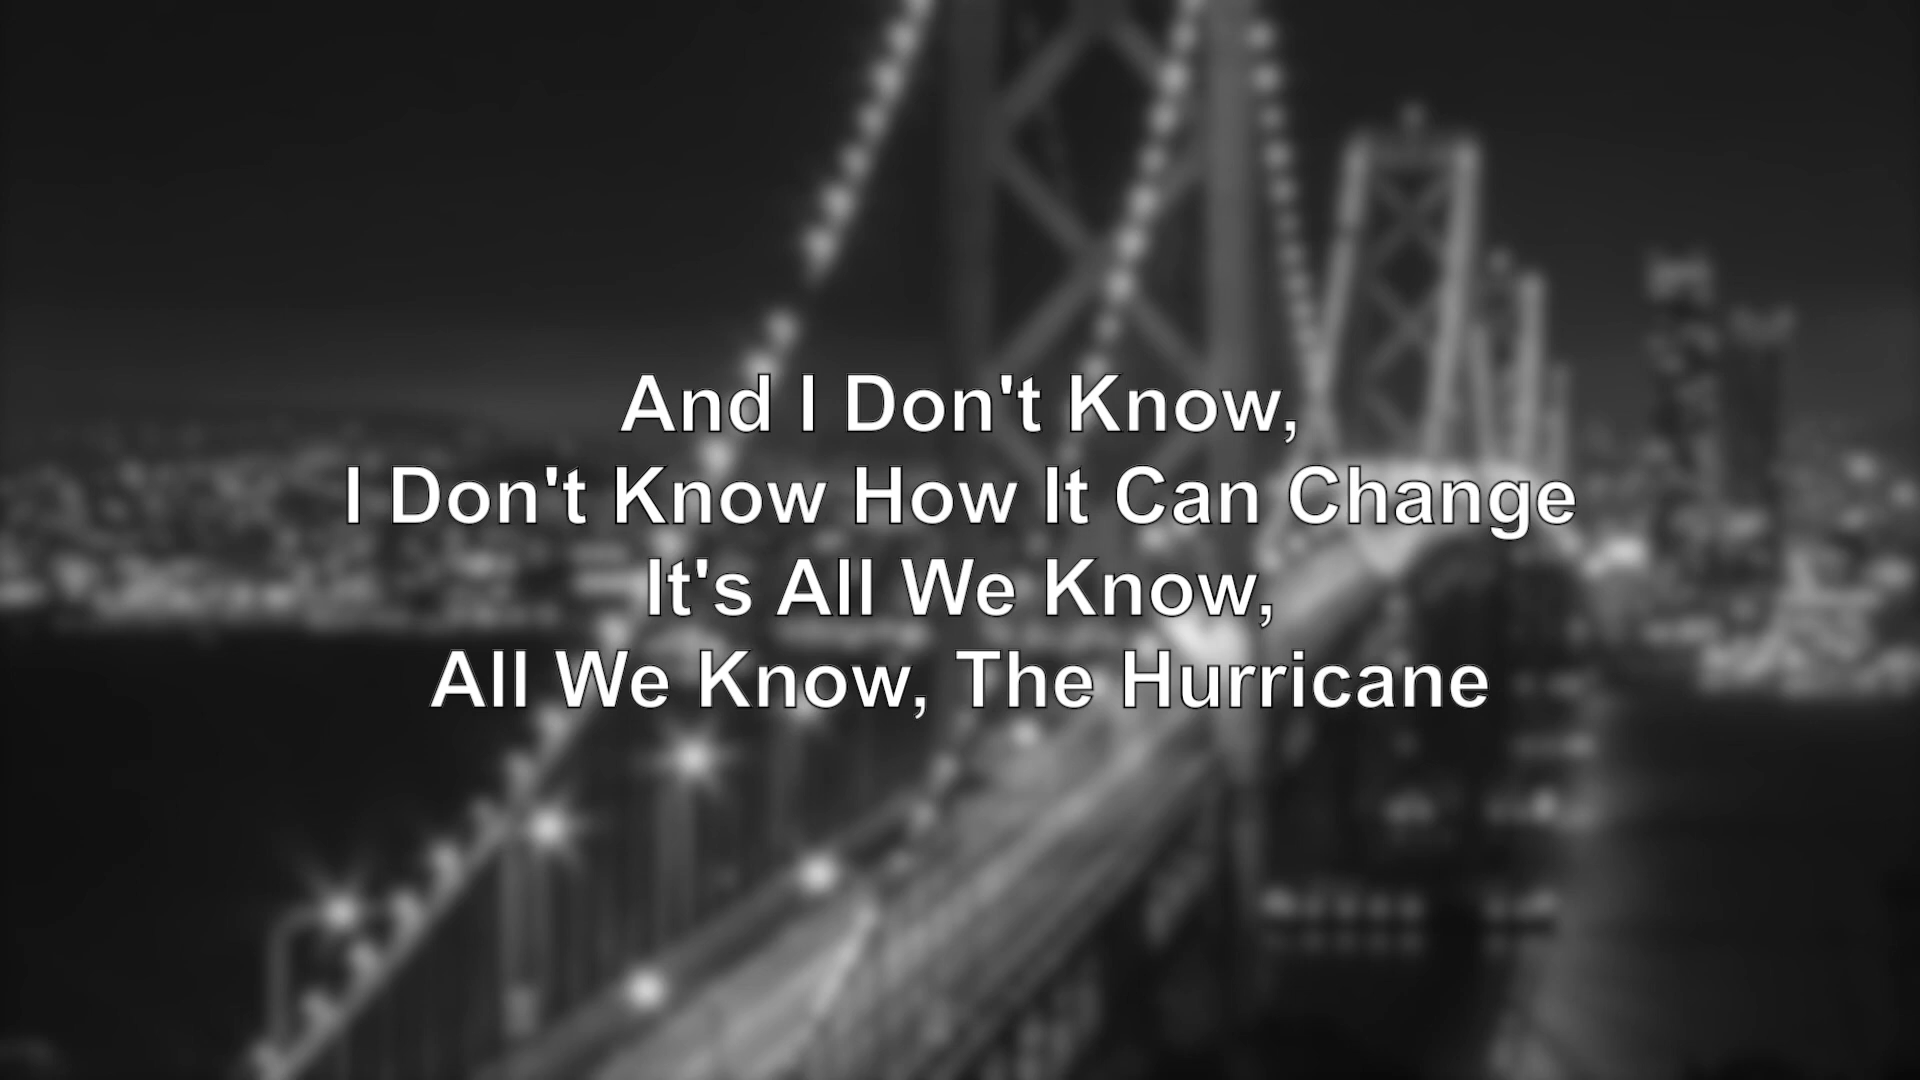 And I Don't Know,
I Don't Know How It Can Change
It's All We Know,
All We Know, The Hurricane